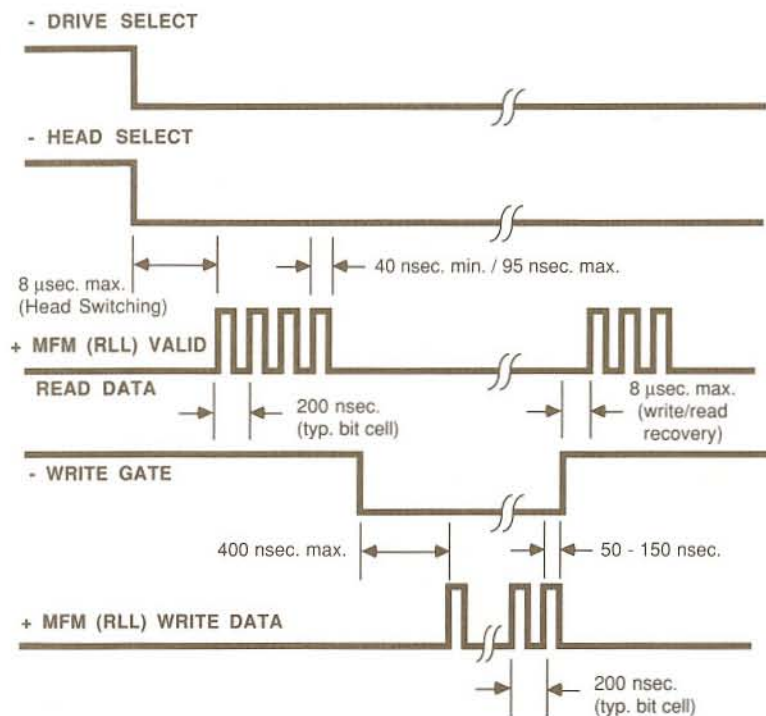 - DRIVE SELECT
- HEAD SELECT
8 µsec. max.
(Head Switching)
40 nsec. min. / 95 nsec. max.
+ MFM (RLL) VALID
READ DATA
200 nsec.
(typ. bit cell)
8 µsec. max.
(write/read
recovery)
- WRITE GATE
400 nsec. max.
50 - 150 nsec.
+ MFM (RLL) WRITE DATA
200 nsec.
(typ. bit cell)